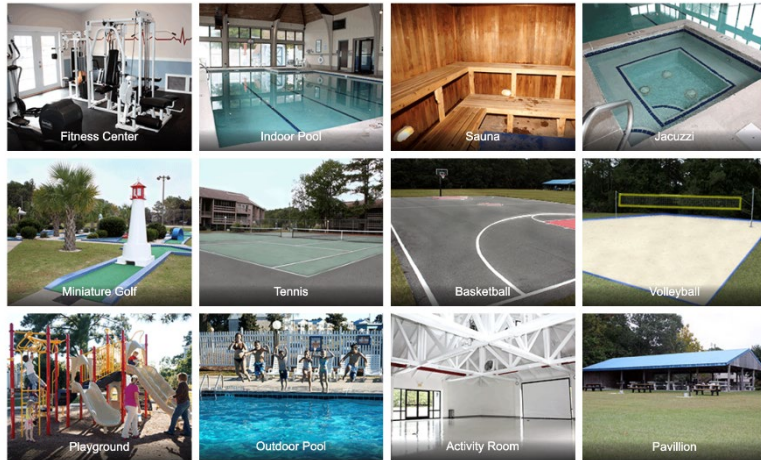 Fitness Center
Indoor Pool
Sauna
Jacuzzi
Miniature Golf
Tennis
Basketball
Volleyball
Playground
Outdoor Pool
Activity Room
Pavillion